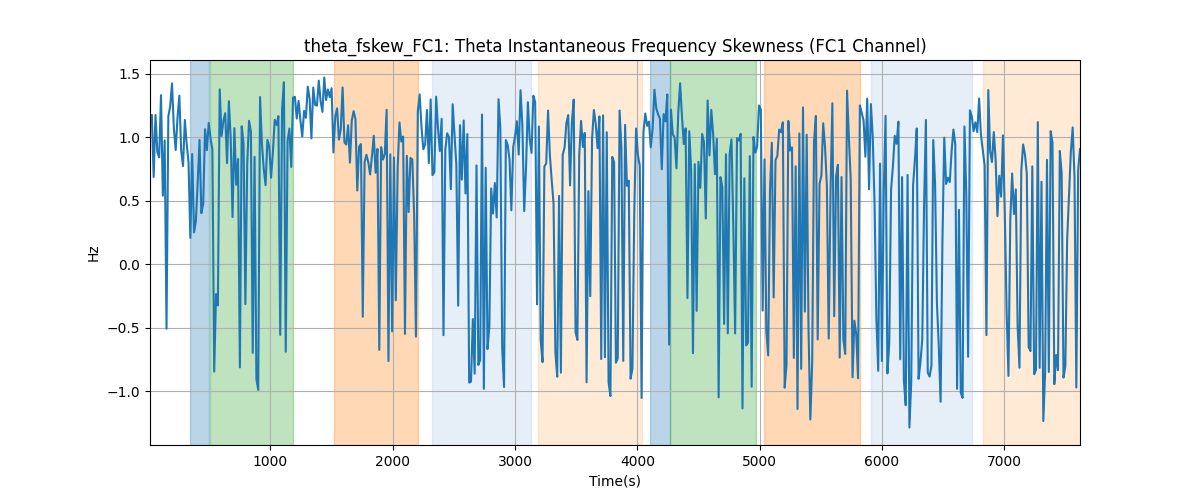 theta_fskew_FC1: Theta Instantaneous Frequency Skewness (FC1 Channel)
1.5
1.0
0.5
0.0
−0.5
−1.0
Hz
1000 2000 3000 4000 5000 6000 7000
Time(s)